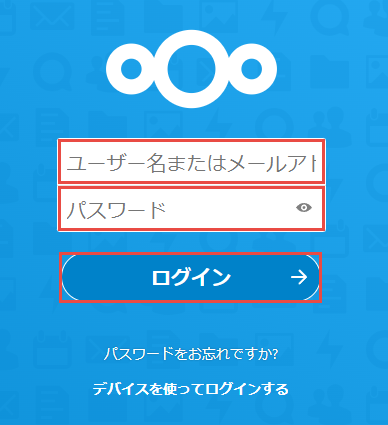 ユーザー名またはメールアド
パスワード
ログイン
パスワードをお忘れですか?
デバイスを使ってログインする